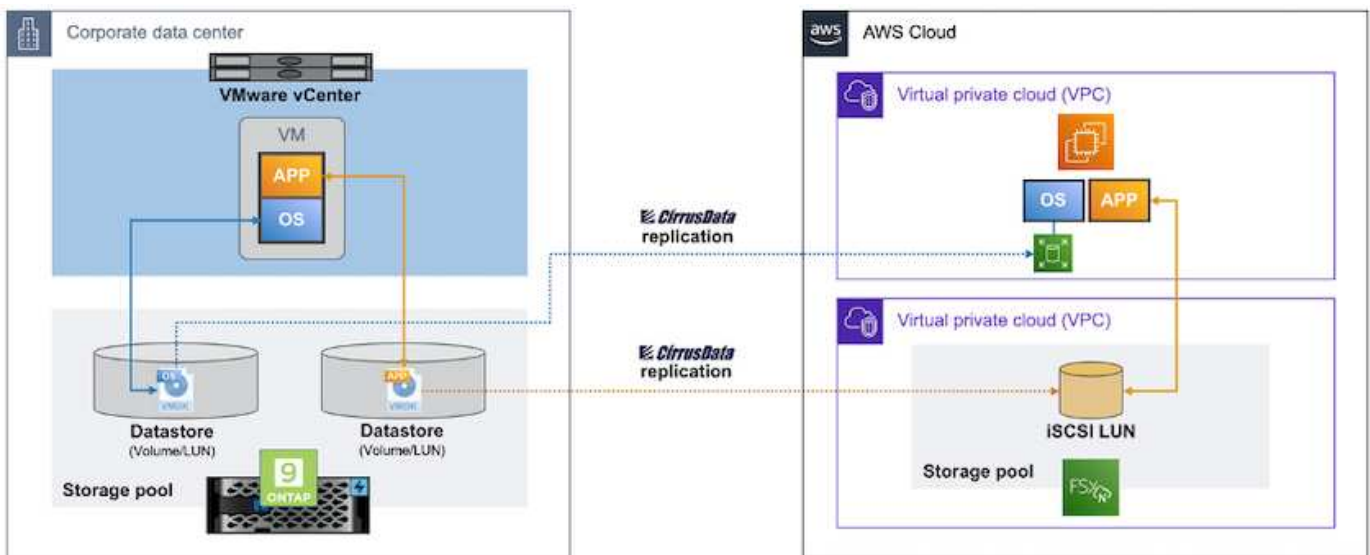 Corporate data center
VMware vCenter
VM
APP
OS
OS
VMDK
APP
VMDK
Datastore
(Volume/LUN)
Datastore
(Volume/LUN)
Storage pool
9
ONTAP
CirrusData
replication
CirrusData
replication
aws
AWS Cloud
Virtual private cloud (VPC)
OS
APP
Virtual private cloud (VPC)
iSCSI LUN
Storage pool
FSx